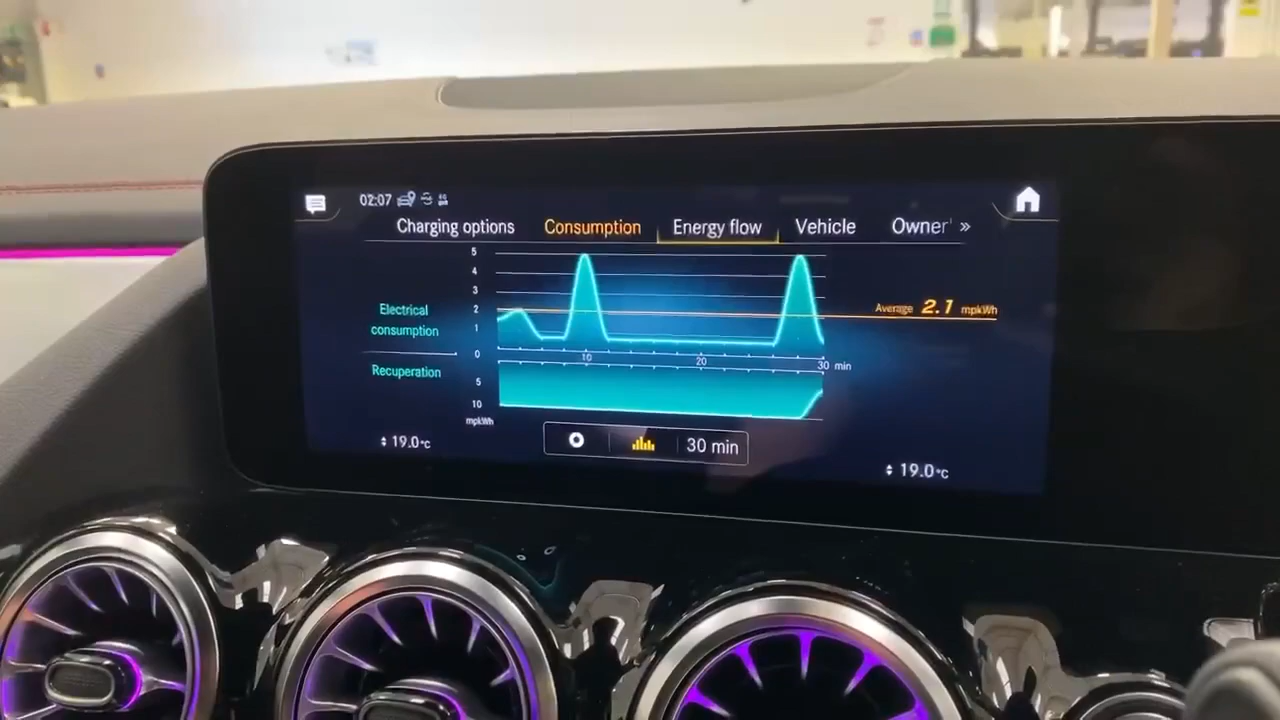 02:07
Charging options Consumption Energy flow Vehicle Owner' »
5
4
3
2
1
0
Electrical
consumption
Average 2.1 mpkWh
10 20 30 min
Recuperation
5
10
mpkWh
30 min
19.0°C
19.0°C